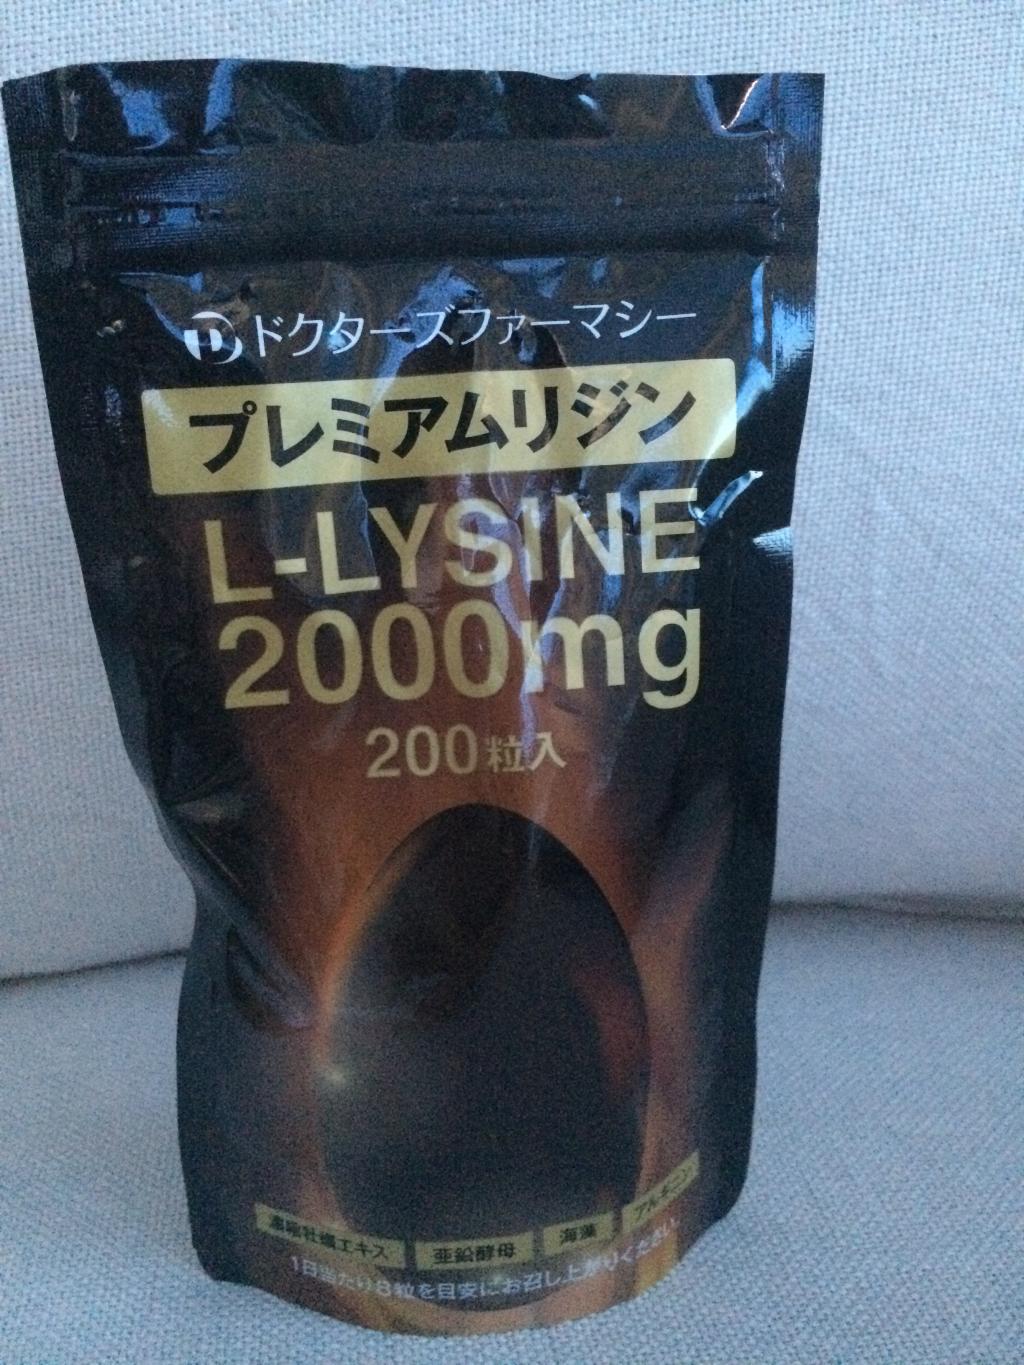 ドクターズファーマシー
プレミアムリジン
L-LYSINE
2000mg
200粒入
濃縮牡蠣エキス 亜鉛酵母 海藻 アルギニン
1日当たり8粒を目安にお召し上がりください。